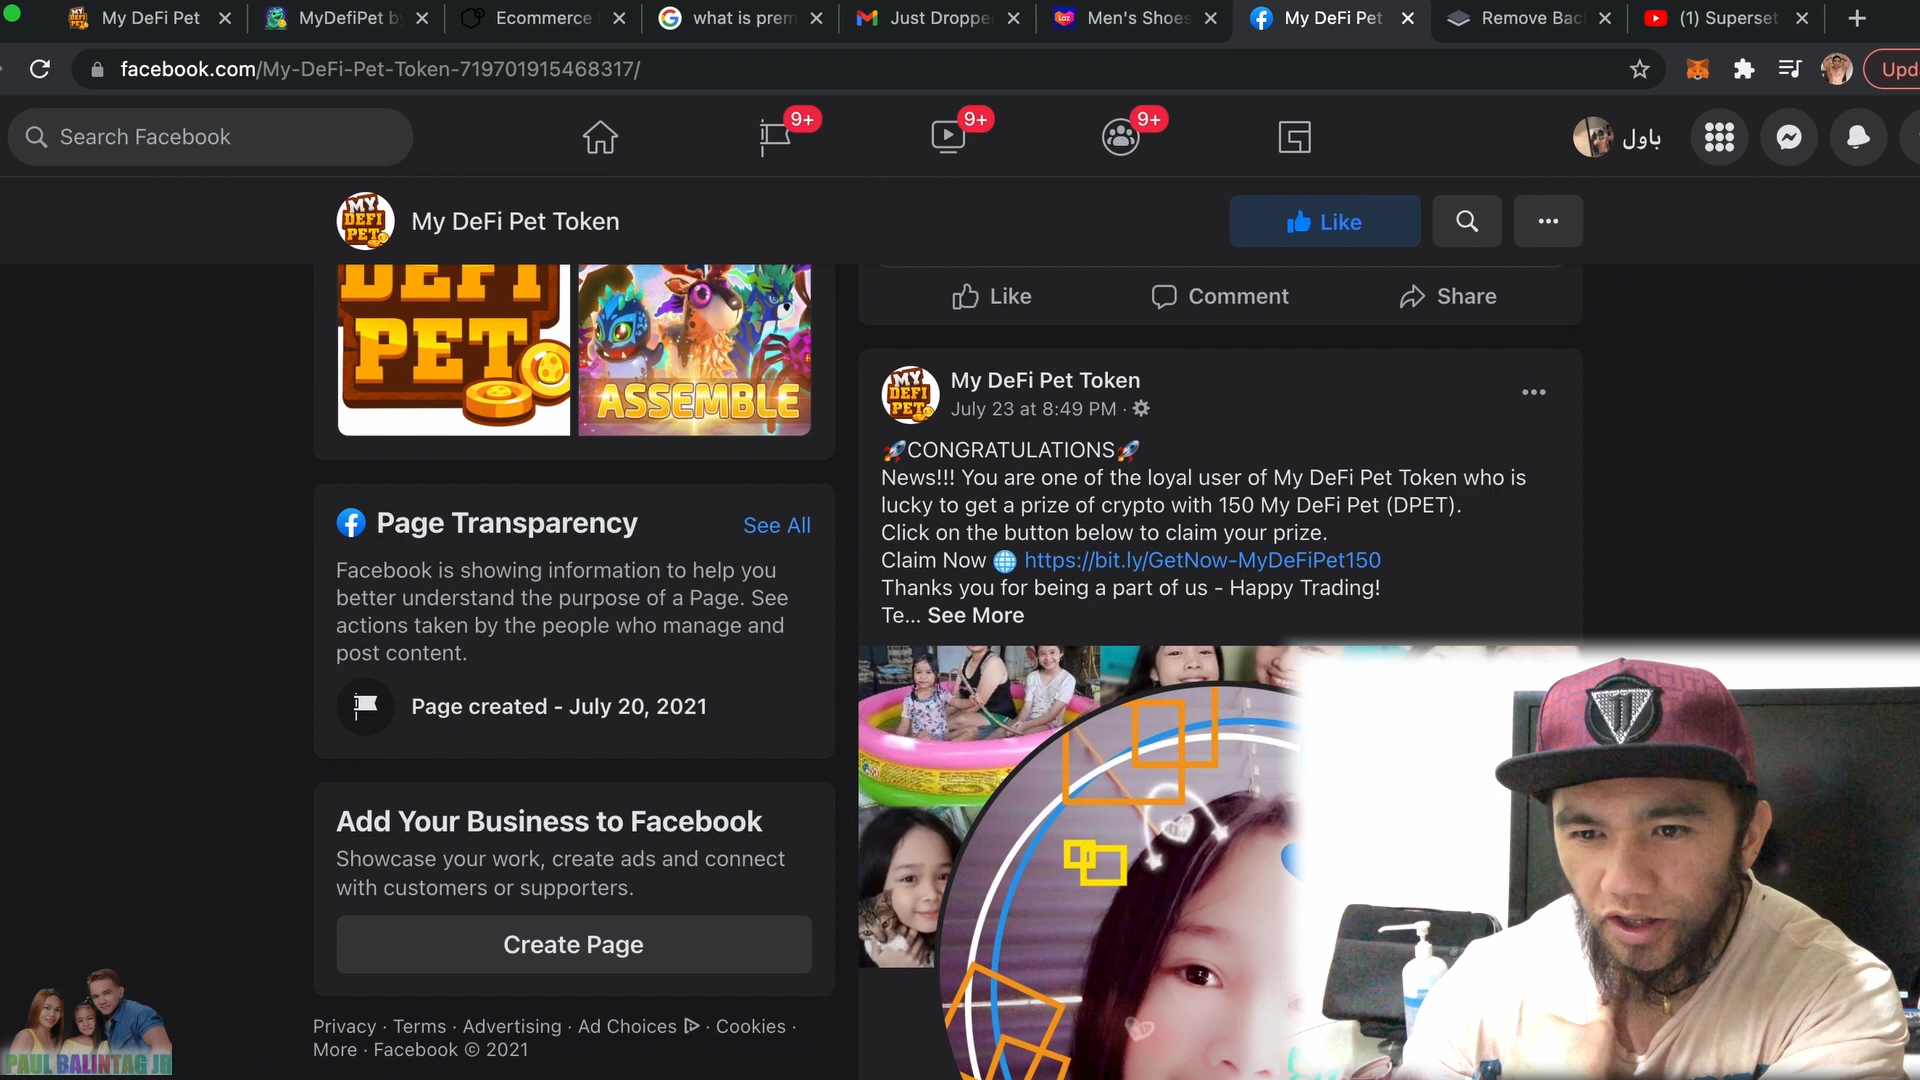 My DeFi Pet
MyDefiPet by
Ecommerce
what is prem
Just Droppe
Laz
Men's Shoes
My DeFi Pet
Remove Bac
(1) Superset
facebook.com/My-DeFi-Pet-Token-719701915468317/
Upd
Search Facebook
9+
9+
9+
باول
MY DEFI PET
My DeFi Pet Token
Like
DEFI
PET
ASSEMBLE
Like
Comment
Share
Page Transparency
See All
Facebook is showing information to help you
better understand the purpose of a Page. See
actions taken by the people who manage and
post content.
Page created - July 20, 2021
Add Your Business to Facebook
Showcase your work, create ads and connect
with customers or supporters.
Create Page
Privacy · Terms · Advertising · Ad Choices · Cookies ·
More · Facebook © 2021
MY DEFI PET
My DeFi Pet Token
July 23 at 8:49 PM ·
🚀CONGRATULATIONS🚀
News!!! You are one of the loyal user of My DeFi Pet Token who is
lucky to get a prize of crypto with 150 My DeFi Pet (DPET).
Click on the button below to claim your prize.
Claim Now 🌐 https://bit.ly/GetNow-MyDeFiPet150
Thanks you for being a part of us - Happy Trading!
Te... See More
PAUL BALINTAG JR